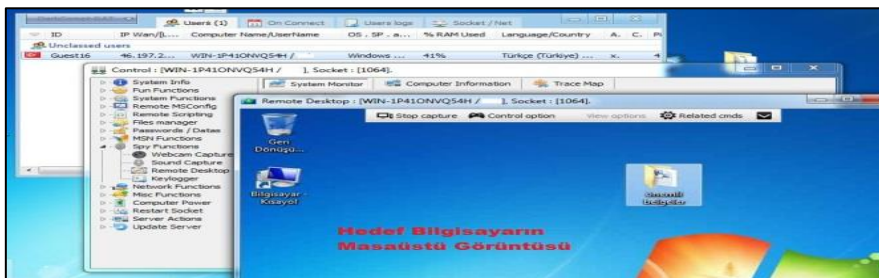 Users (1) On Connect Users logs Socket / Net
ID IP Wan/[L... Computer Name/UserName OS . SP . a... % RAM Used Language/Country A. C.
Unclassed users
Guest16 46.197.2... WIN-1P41ONVQ54H / Windows ... 41% Türkçe (Türkiye) ... x.
Control : [WIN-1P41ONVQ54H / ], Socket : [1064].
System Info
Fun Functions
System Functions
Remote MSConfig
Remote Scripting
Files manager
Passwords / Datas
MSN Functions
Spy Functions
Webcam Capture
Sound Capture
Remote Desktop
Keylogger
Network Functions
Misc Functions
Computer Power
Restart Socket
Server Actions
Update Server
System Monitor Computer Information Trace Map
Remote Desktop : [WIN-1P41ONVQ54H / ], Socket : [1064].
Stop capture Control option View options Related cmds
Geri
Dönüşü...
Bilgisayar -
Kısayol
önemli
belgeler
Hedef Bilgisayarın
Masaüstü Görüntüsü